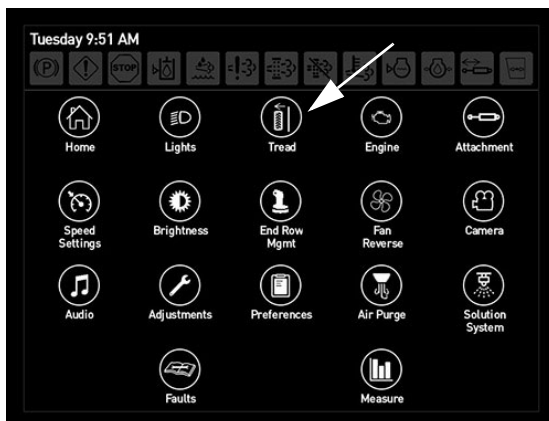 Tuesday 9:51 AM
(P) STOP
Home Lights Tread Engine Attachment
Speed Brightness End Row Fan Camera
Settings Mgmt Reverse
Audio Adjustments Preferences Air Purge Solution
System
Faults Measure